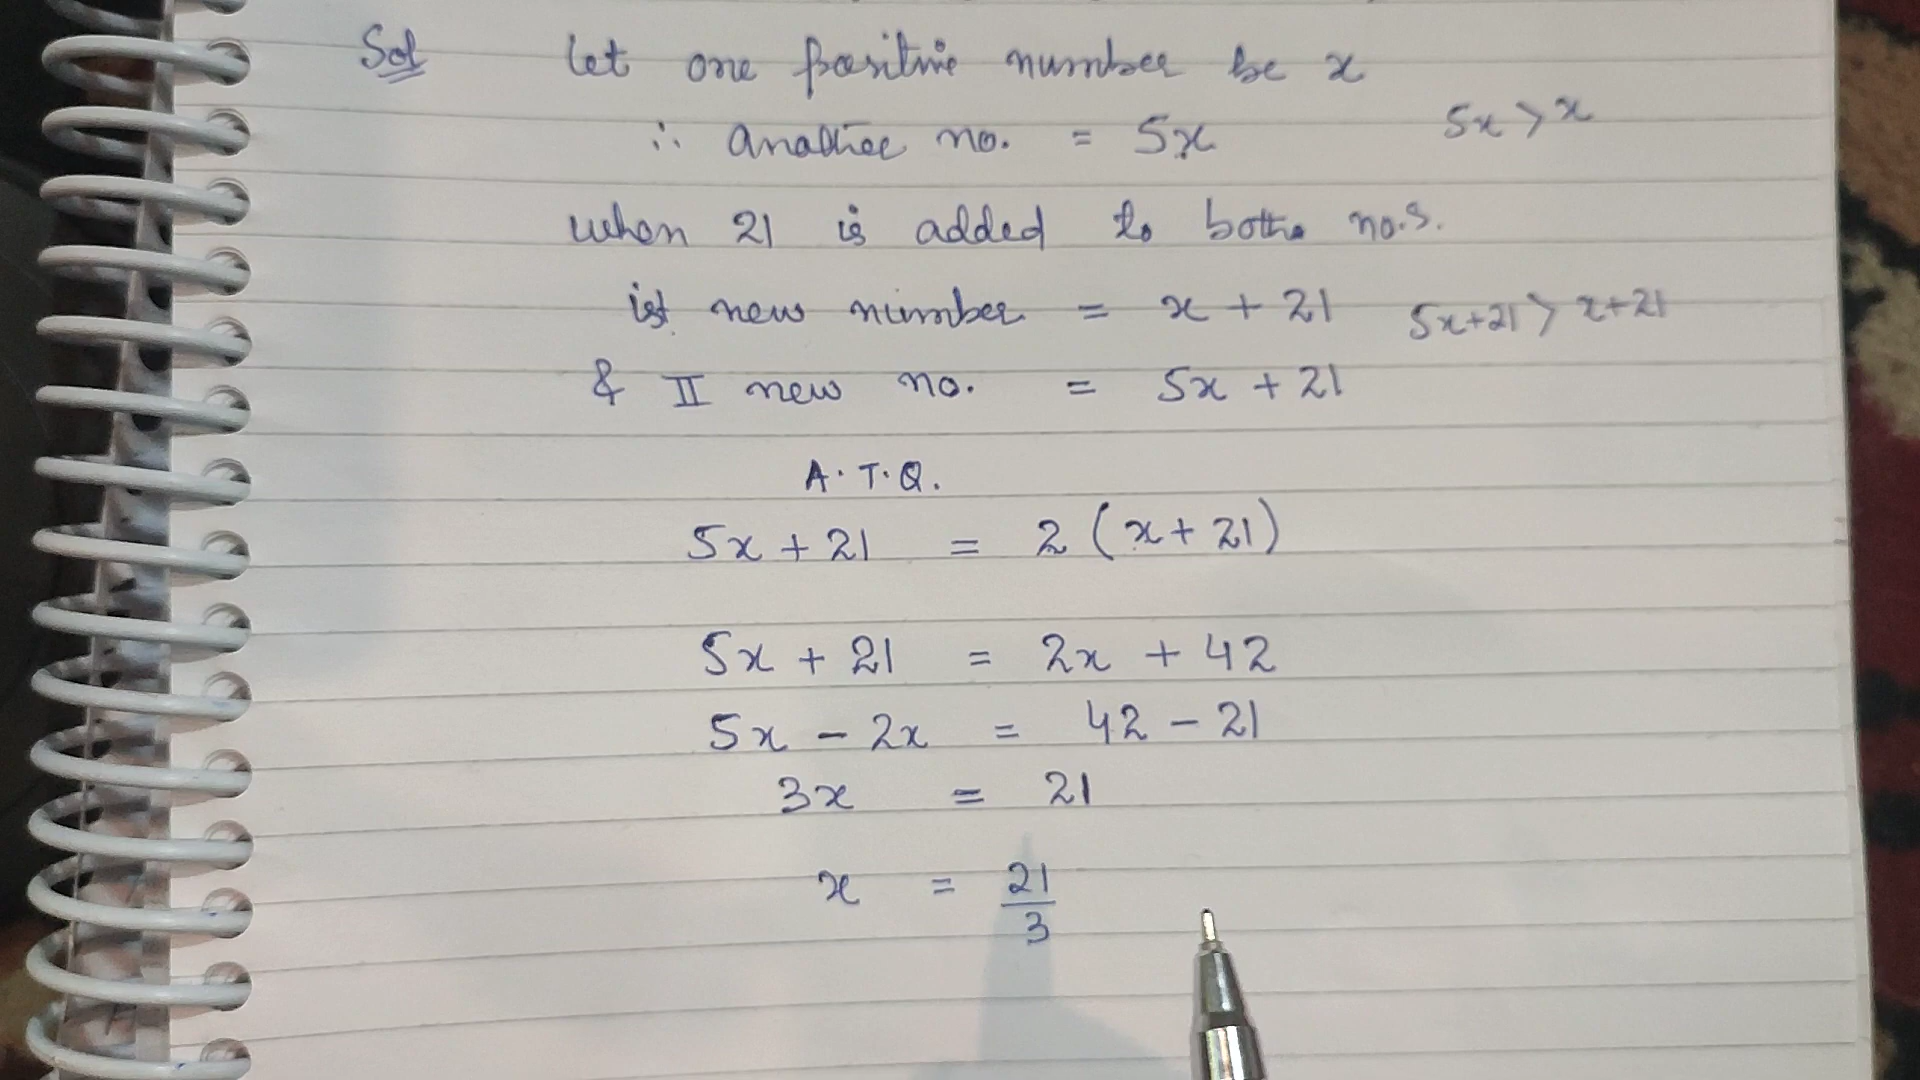 Sol Let one positive number be x
∴ another no. = 5x 5x > x
when 21 is added to both no.s.
ist new number = x + 21 5x+21 > x+21
& II new no. = 5x + 21
A.T.Q.
5x + 21 = 2 (x + 21)
5x + 21 = 2x + 42
5x - 2x = 42 - 21
3x = 21
x = 21/3